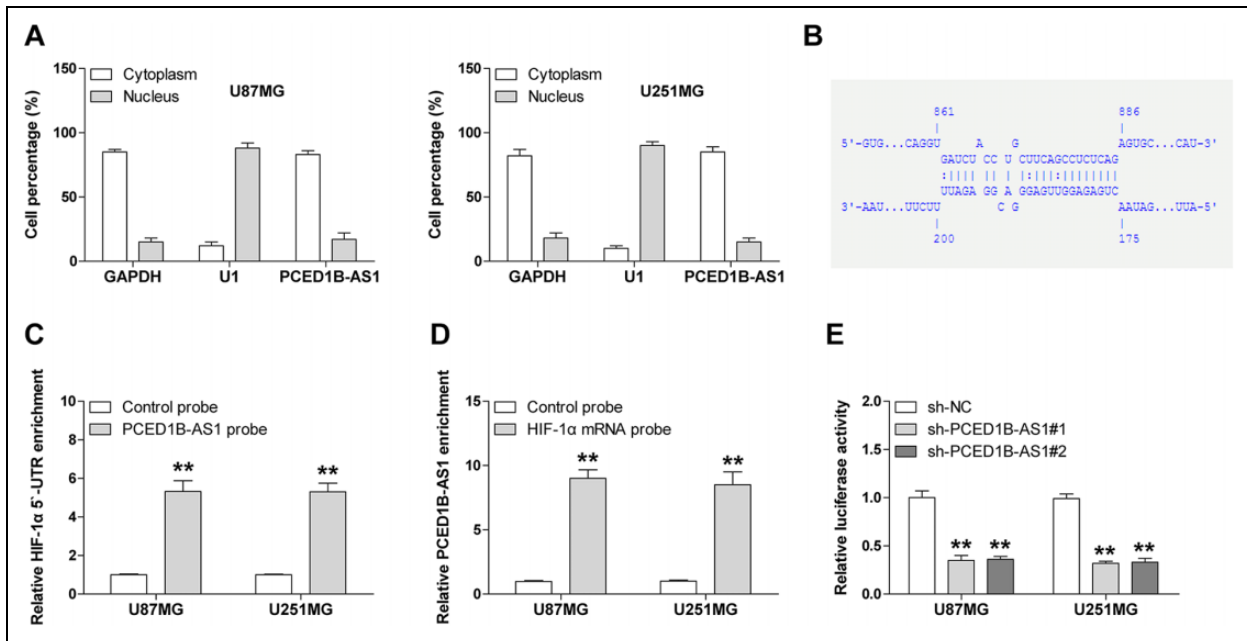 A
Cell percentage (%)
150
100
50
0
Cytoplasm
Nucleus
U87MG
GAPDH U1 PCED1B-AS1
Cell percentage (%)
150
100
50
0
Cytoplasm
Nucleus
U251MG
GAPDH U1 PCED1B-AS1
B
861 886
| |
5'-GUG...CAGGU A G AGUGC...CAU-3'
GAUCU CC U CUUCAGCCUCUCAG
:|||| || | |:|||:||||||||
UUAGA GG A GGAGUUGGAGAGUC
3'-AAU...UUCUU C G AAUAG...UUA-5'
| |
200 175
C
Relative HIF-1α 5`-UTR enrichment
10
8
6
4
2
0
Control probe
PCED1B-AS1 probe
** **
U87MG U251MG
D
Relative PCED1B-AS1 enrichment
15
10
5
0
Control probe
HIF-1α mRNA probe
** **
U87MG U251MG
E
Relative luciferase activity
2.0
1.5
1.0
0.5
0.0
sh-NC
sh-PCED1B-AS1#1
sh-PCED1B-AS1#2
** ** ** **
U87MG U251MG